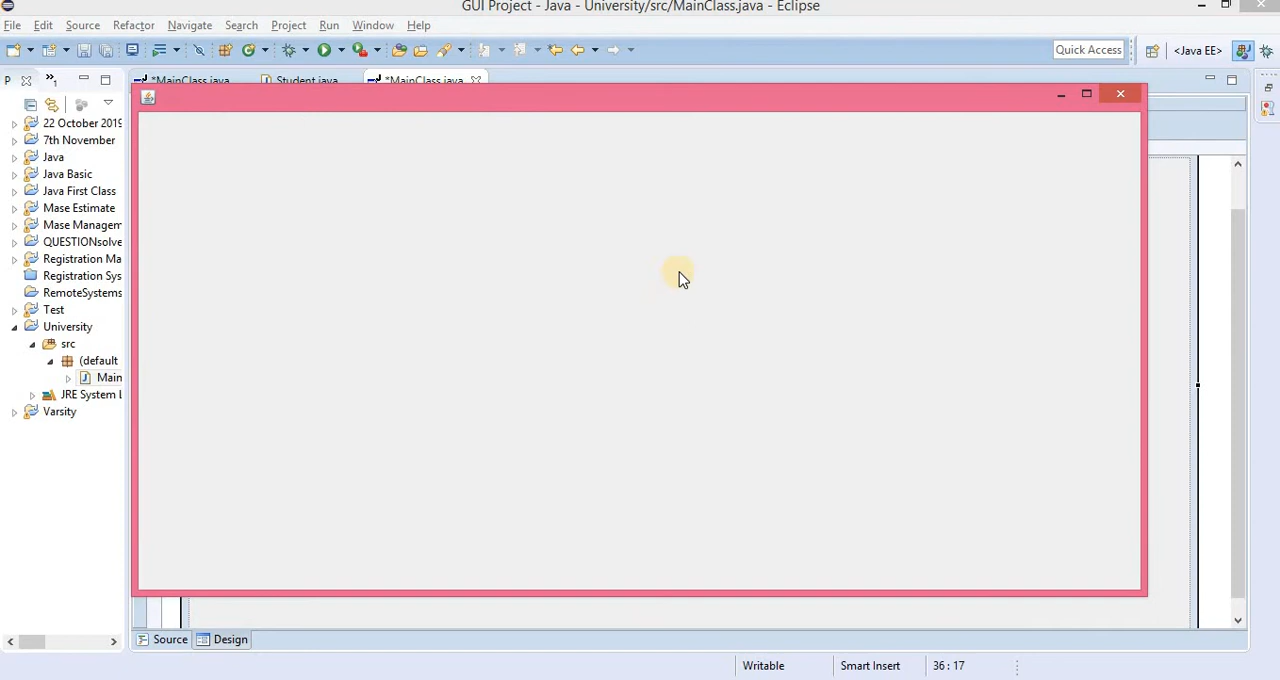 GUI Project - Java - University/src/MainClass.java - Eclipse
File Edit Source Refactor Navigate Search Project Run Window Help
Quick Access <Java EE>
P »1 *MainClass.java Student.java *MainClass.java
22 October 2019
7th November
Java
Java Basic
Java First Class
Mase Estimate
Mase Managem
QUESTIONsolve
Registration Ma
Registration Sys
RemoteSystems
Test
University
src
(default
Main
JRE System L
Varsity
Source Design
Writable Smart Insert 36 : 17